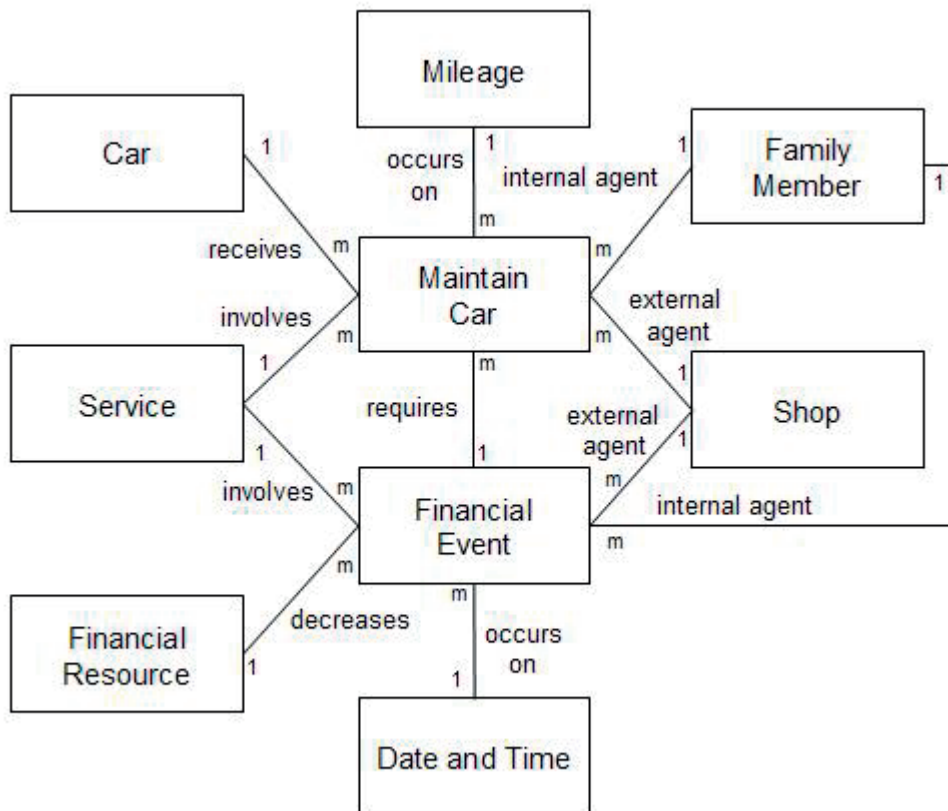 Mileage
Car
1
1
occurs
on
internal agent
1
Family
Member
1
m
m
receives
m
Maintain
Car
involves
m
m
m
external
agent
1
1
Service
requires
Shop
1
external
agent
1
involves
m
1
m
internal agent
Financial
Event
m
m
m
decreases
Financial
Resource
1
occurs
on
1
Date and Time